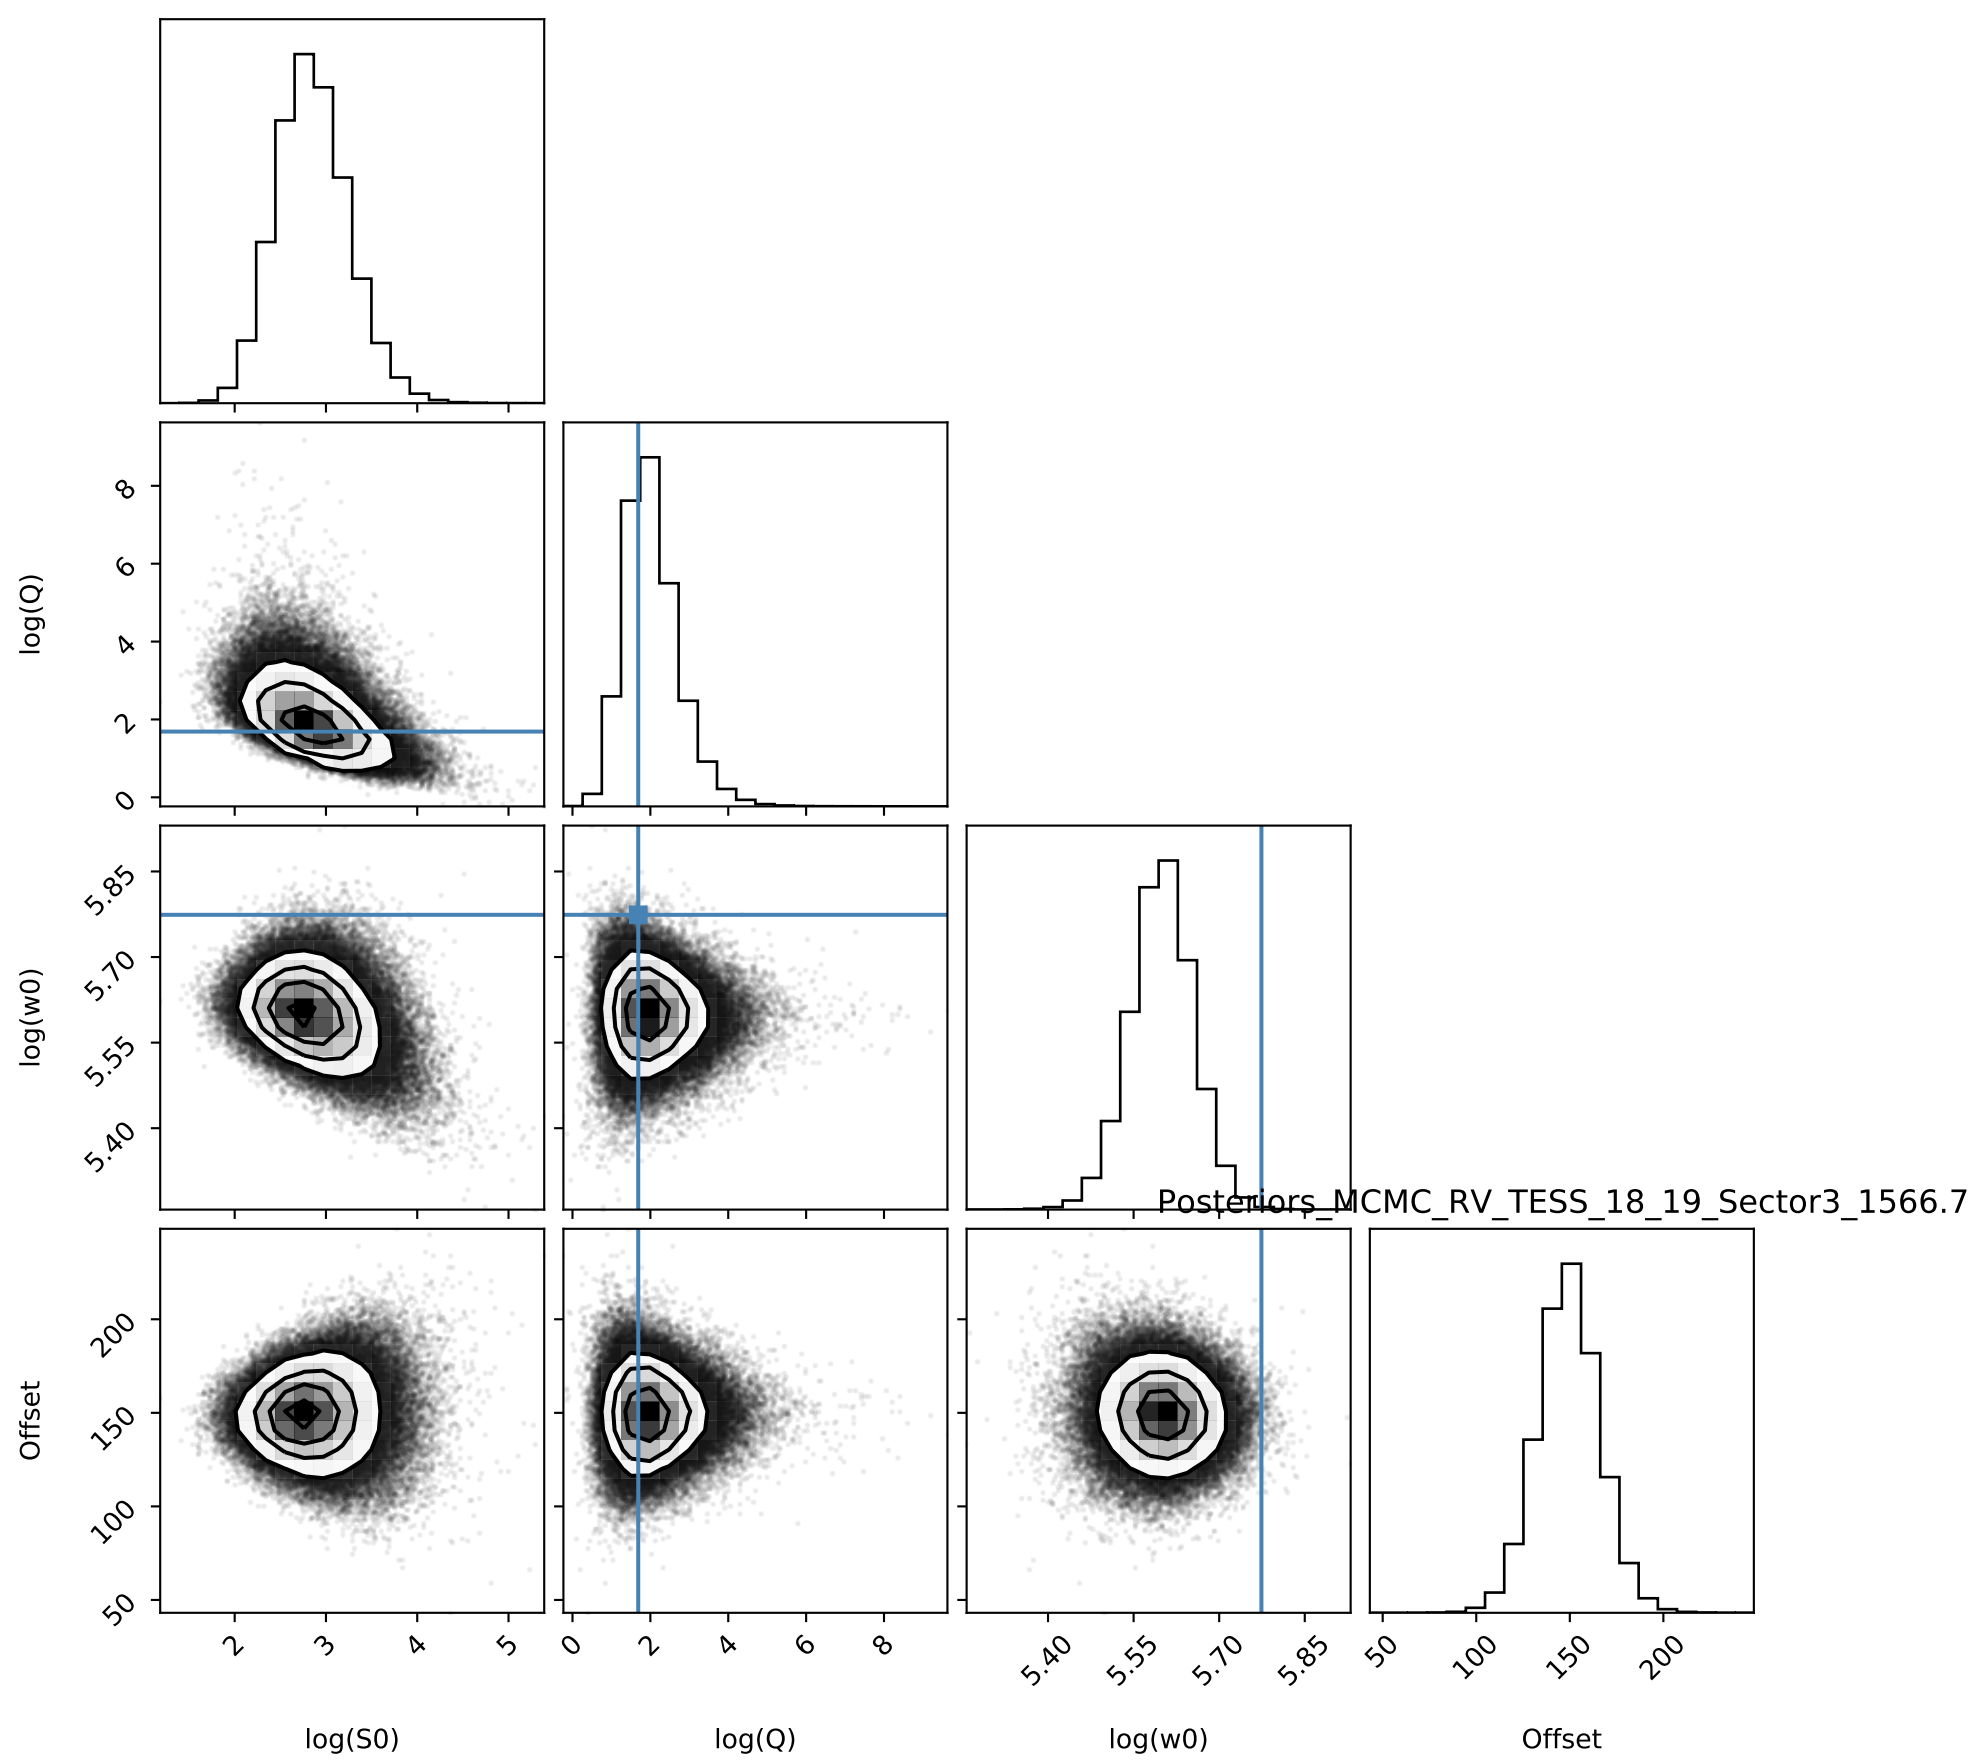 log(Q)
8
6
4
2
0
log(w0)
5.85
5.70
5.55
5.40
Posteriors_MCMC_RV_TESS_18_19_Sector3_1566.7
Offset
200
150
100
50
2 3 4 5 0 2 4 6 8 5.40 5.55 5.70 5.85 50 100 150 200
log(S0) log(Q) log(w0) Offset